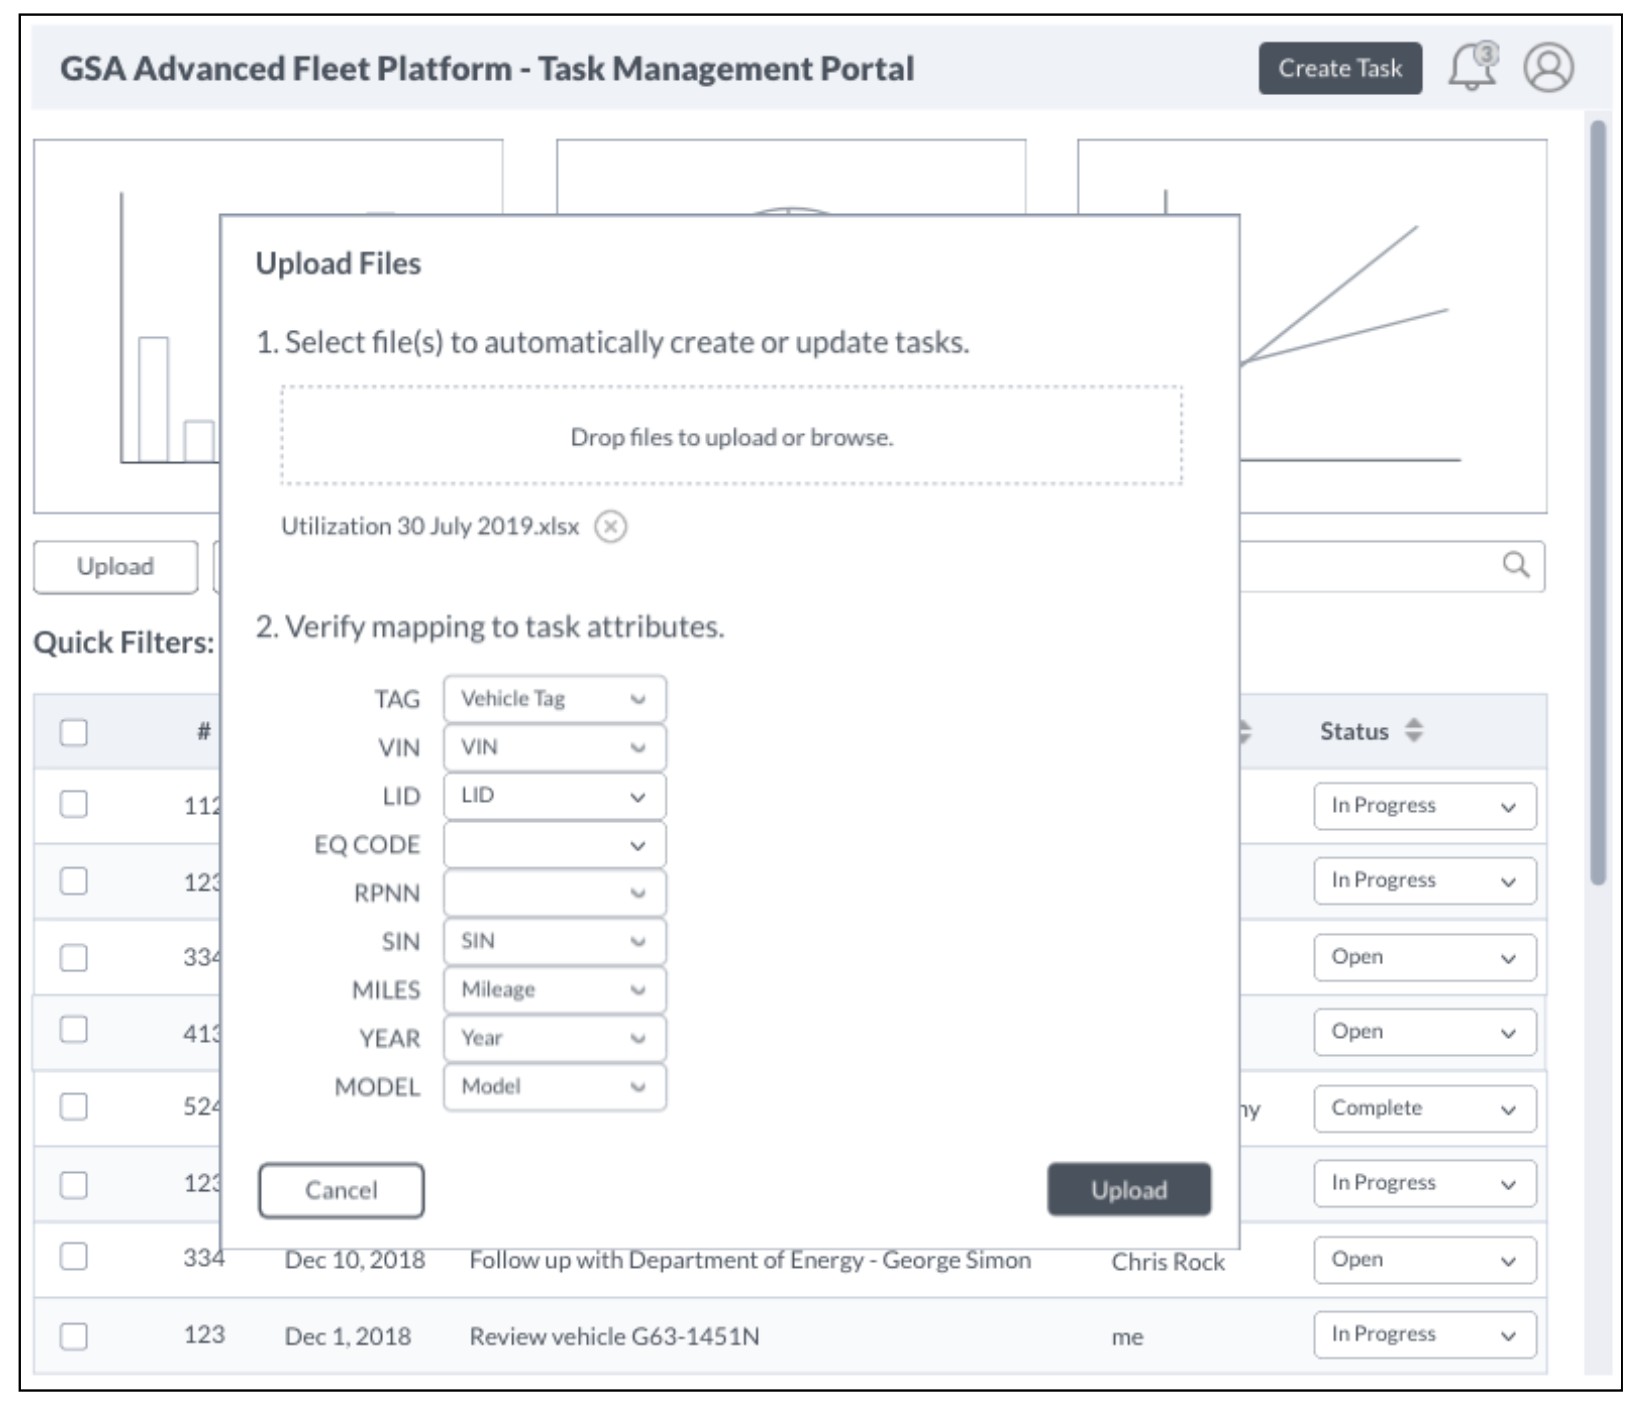 GSA Advanced Fleet Platform - Task Management Portal
Create Task
3
Upload Files
1. Select file(s) to automatically create or update tasks.
Drop files to upload or browse.
Utilization 30 July 2019.xlsx
Upload
Quick Filters:
2. Verify mapping to task attributes.
TAG Vehicle Tag
VIN VIN
LID LID
EQ CODE
RPNN
SIN SIN
MILES Mileage
YEAR Year
MODEL Model
Cancel Upload
# Status
112 In Progress
123 In Progress
334 Open
413 Open
524 ny Complete
123 In Progress
334 Dec 10, 2018 Follow up with Department of Energy - George Simon Chris Rock Open
123 Dec 1, 2018 Review vehicle G63-1451N me In Progress